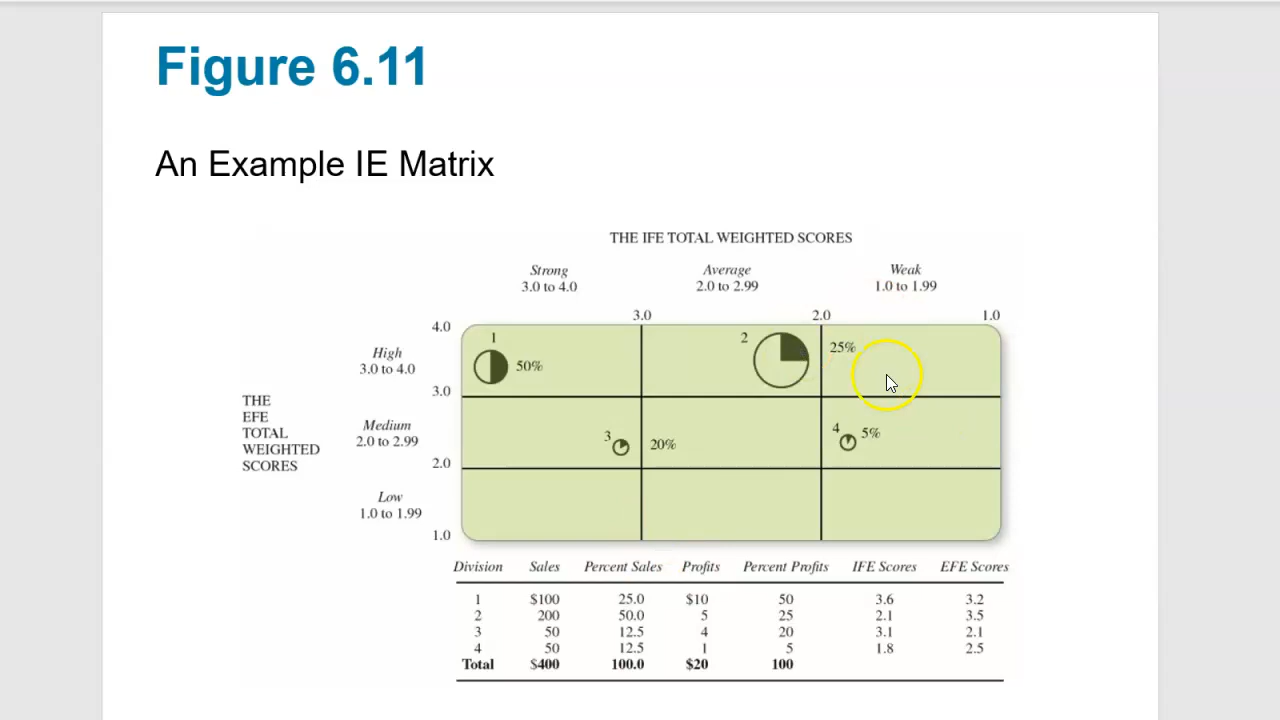 Figure 6.11
An Example IE Matrix
THE IFE TOTAL WEIGHTED SCORES
Strong Average Weak
3.0 to 4.0 2.0 to 2.99 1.0 to 1.99
3.0 2.0 1.0
4.0
1 2 25%
High
3.0 to 4.0
50%
3.0
THE
EFE
TOTAL
WEIGHTED
SCORES
Medium
2.0 to 2.99
3 20% 4 5%
2.0
Low
1.0 to 1.99
1.0
Division Sales Percent Sales Profits Percent Profits IFE Scores EFE Scores
1 $100 25.0 $10 50 3.6 3.2
2 200 50.0 5 25 2.1 3.5
3 50 12.5 4 20 3.1 2.1
4 50 12.5 1 5 1.8 2.5
Total $400 100.0 $20 100